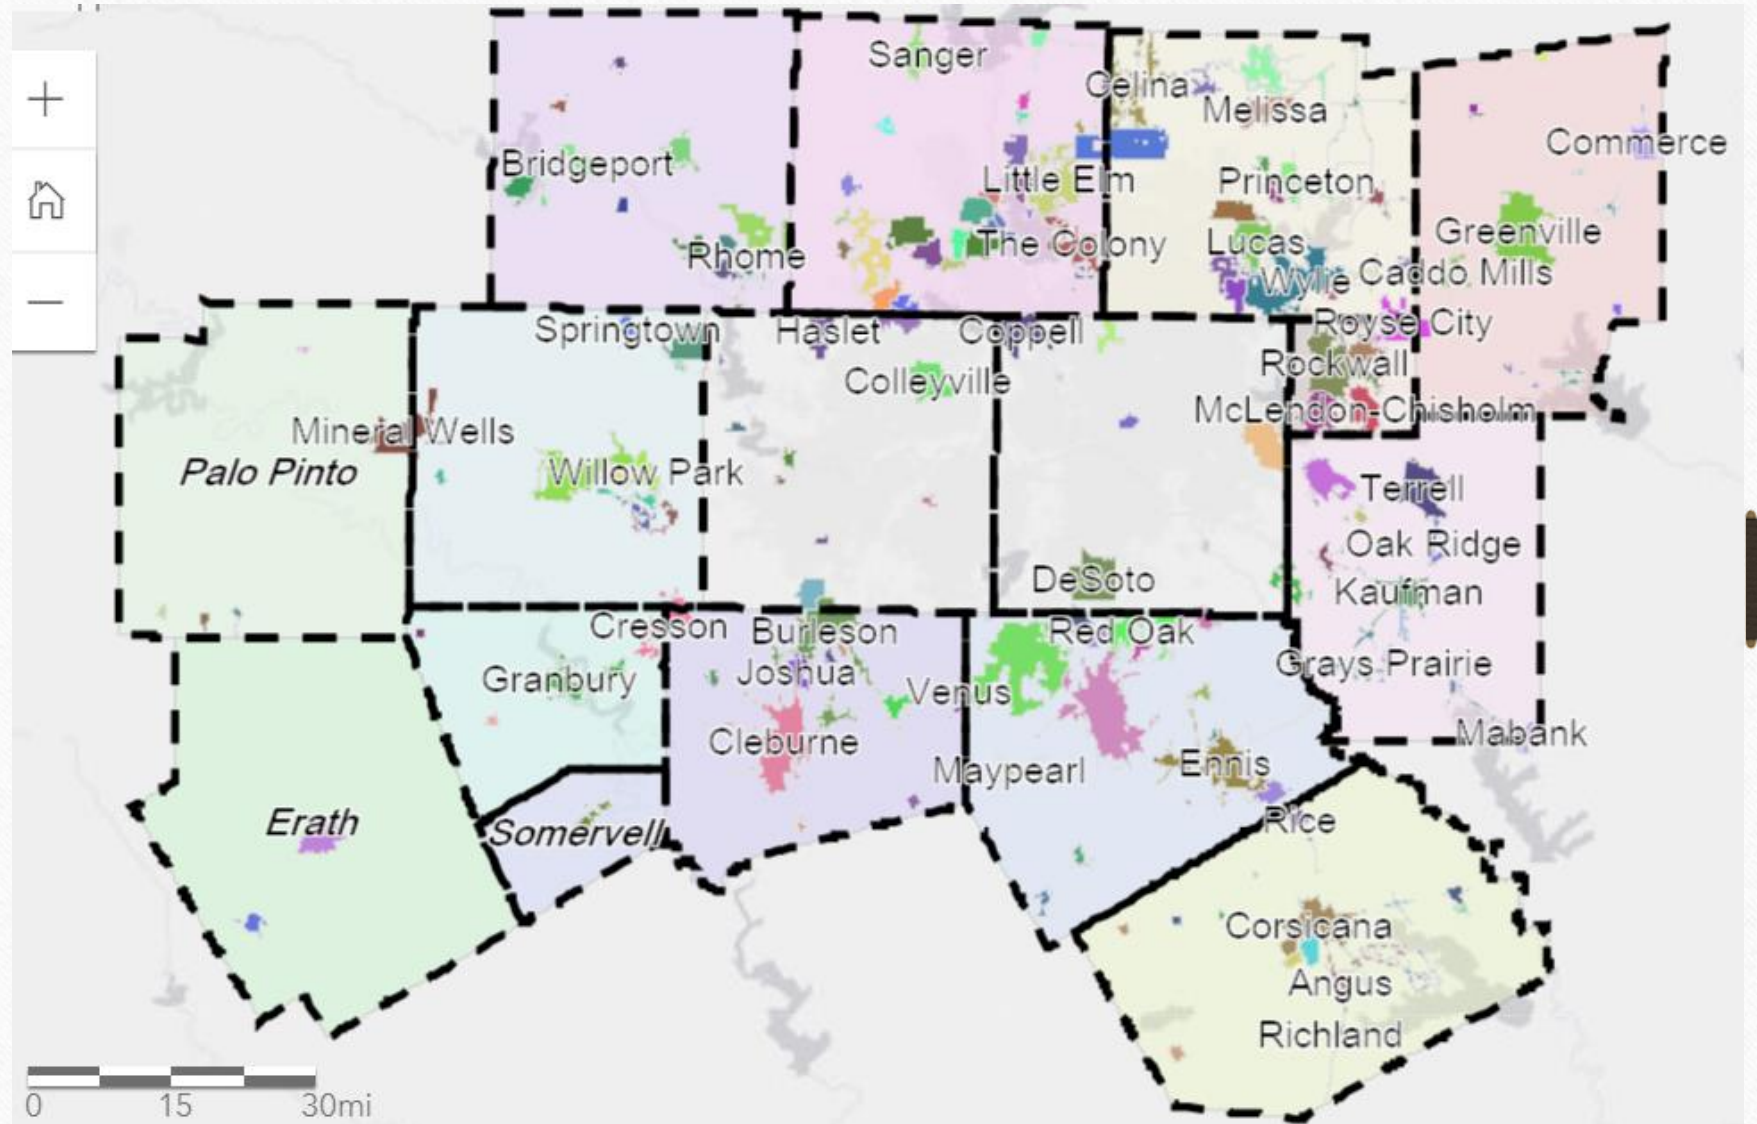 +
−
Sanger
Celina
Melissa
Commerce
Bridgeport
Little Elm
Princeton
Rhome
The Colony
Lucas
Greenville
Wylie
Caddo Mills
Springtown
Haslet
Coppell
Royse City
Colleyville
Rockwall
McLendon-Chisholm
Mineral Wells
Palo Pinto
Willow Park
Terrell
Oak Ridge
DeSoto
Kaufman
Cresson
Burleson
Red Oak
Granbury
Joshua
Venus
Grays Prairie
Cleburne
Maypearl
Ennis
Mabank
Erath
Somervell
Rice
Corsicana
Angus
Richland
0 15 30mi